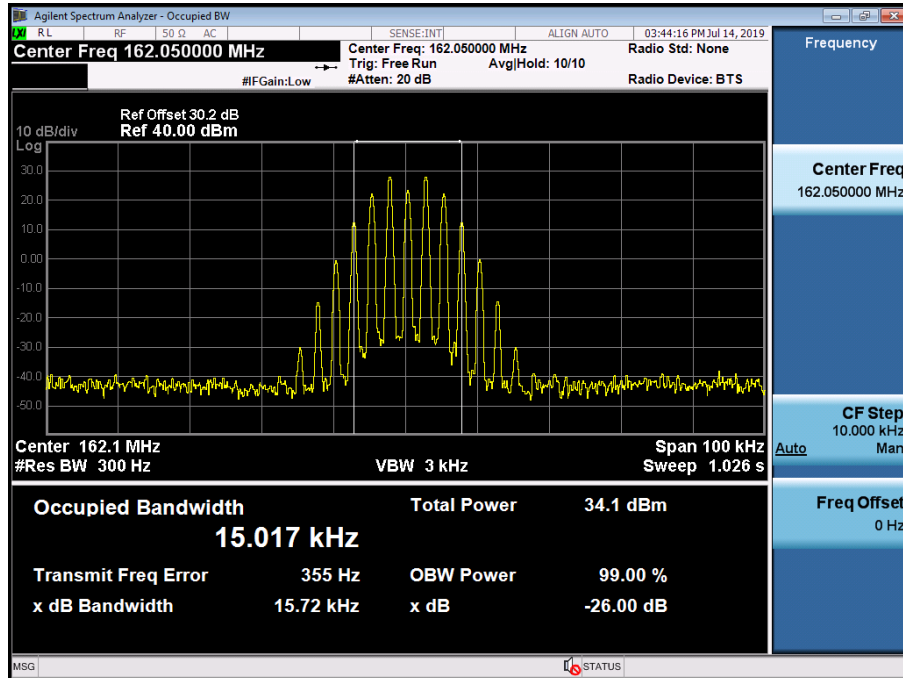 Agilent Spectrum Analyzer - Occupied BW
LXI RL RF 50 Ω AC SENSE:INT ALIGN AUTO 03:44:16 PM Jul 14, 2019
Center Freq 162.050000 MHz
Center Freq: 162.050000 MHz Radio Std: None
Trig: Free Run Avg|Hold: 10/10
#IFGain:Low #Atten: 20 dB Radio Device: BTS
Ref Offset 30.2 dB
10 dB/div Ref 40.00 dBm
Log
30.0
20.0
10.0
0.00
-10.0
-20.0
-30.0
-40.0
-50.0
Center 162.1 MHz Span 100 kHz
#Res BW 300 Hz VBW 3 kHz Sweep 1.026 s
Occupied Bandwidth Total Power 34.1 dBm
15.017 kHz
Transmit Freq Error 355 Hz OBW Power 99.00 %
x dB Bandwidth 15.72 kHz x dB -26.00 dB
MSG STATUS
Frequency
Center Freq
162.050000 MHz
CF Step
10.000 kHz
Auto Man
Freq Offset
0 Hz